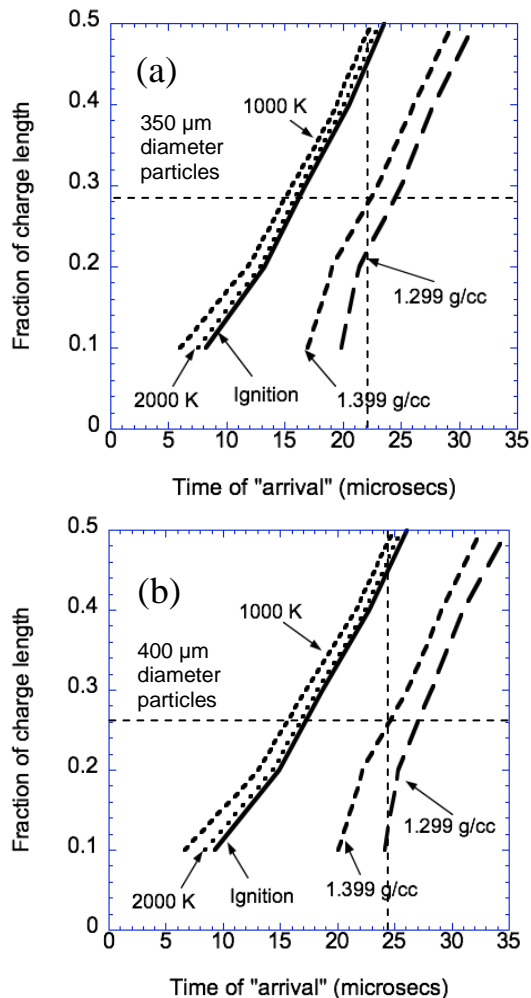 0.5
(a)
1000 K
0.4
350 µm
diameter
particles
0.3
Fraction of charge length
0.2
1.299 g/cc
0.1
2000 K
Ignition
1.399 g/cc
0
0 5 10 15 20 25 30 35
Time of "arrival" (microsecs)
0.5
(b)
1000 K
0.4
400 µm
diameter
particles
0.3
Fraction of charge length
0.2
1.299 g/cc
0.1
2000 K
Ignition
1.399 g/cc
0
0 5 10 15 20 25 30 35
Time of "arrival" (microsecs)